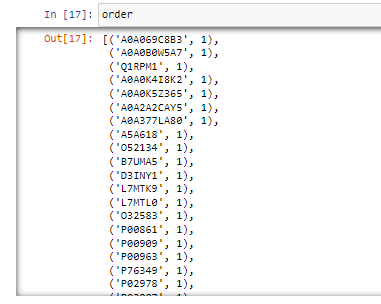 In [17]: order
Out[17]: [('A0A069C8B3', 1),
('A0A0B0W5A7', 1),
('Q1RPM1', 1),
('A0A0K4I8K2', 1),
('A0A0K5Z365', 1),
('A0A2A2CAY5', 1),
('A0A377LA80', 1),
('A5A618', 1),
('O52134', 1),
('B7UMA5', 1),
('D3INY1', 1),
('L7MTK9', 1),
('L7MTL0', 1),
('O32583', 1),
('P00861', 1),
('P00909', 1),
('P00963', 1),
('P76349', 1),
('P02978', 1),